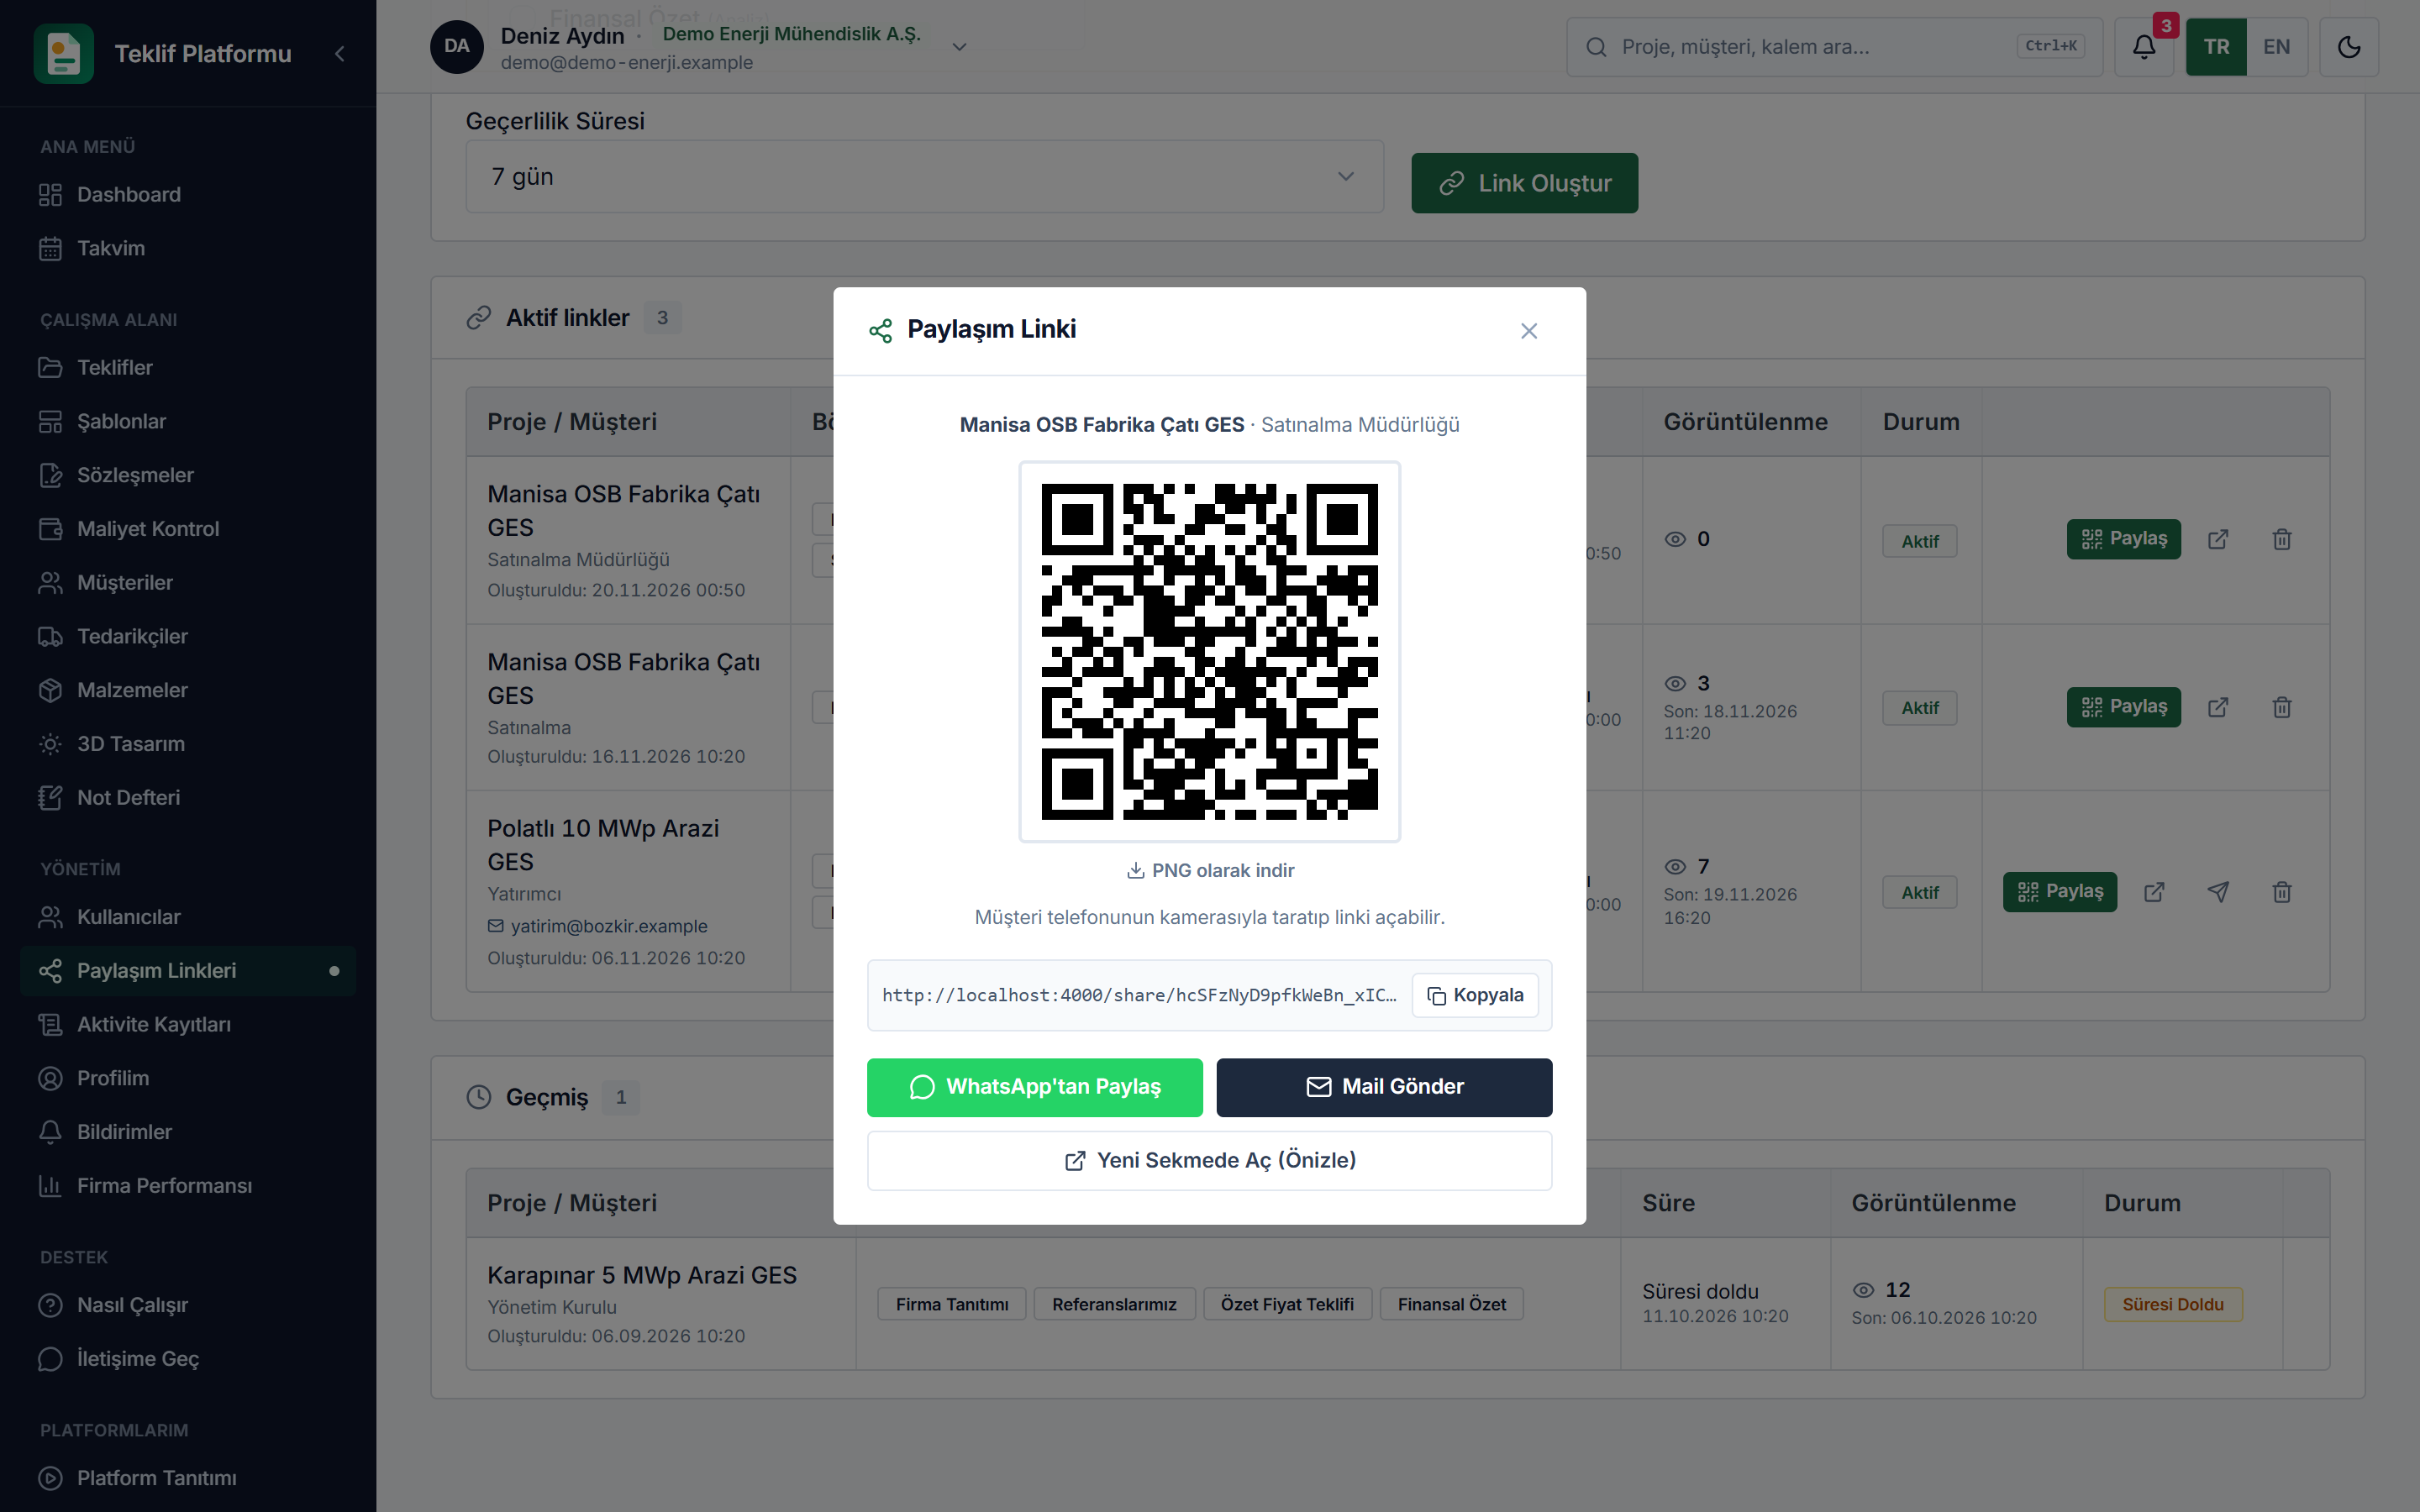 Teklif Platformu
ANA MENÜ
Dashboard
Takvim
ÇALIŞMA ALANI
Teklifler
Şablonlar
Sözleşmeler
Maliyet Kontrol
Müşteriler
Tedarikçiler
Malzemeler
3D Tasarım
Not Defteri
YÖNETİM
Kullanıcılar
Paylaşım Linkleri
Aktivite Kayıtları
Profilim
Bildirimler
Firma Performansı
DESTEK
Nasıl Çalışır
İletişime Geç
PLATFORMLARIM
Platform Tanıtımı
Finansal Özet (Analiz)
DA
Deniz Aydın · Demo Enerji Mühendislik A.Ş.
demo@demo-enerji.example
Proje, müşteri, kalem ara...
Ctrl+K
3
TR
EN
Geçerlilik Süresi
7 gün
Link Oluştur
Aktif linkler 3
Proje / Müşteri
Görüntülenme
Durum
Manisa OSB Fabrika Çatı
GES
Satınalma Müdürlüğü
Oluşturuldu: 20.11.2026 00:50
0:50
0
Aktif
Paylaş
Manisa OSB Fabrika Çatı
GES
Satınalma
Oluşturuldu: 16.11.2026 10:20
0:00
3
Son: 18.11.2026
11:20
Aktif
Paylaş
Polatlı 10 MWp Arazi
GES
Yatırımcı
yatirim@bozkir.example
Oluşturuldu: 06.11.2026 10:20
0:00
7
Son: 19.11.2026
16:20
Aktif
Paylaş
Paylaşım Linki
Manisa OSB Fabrika Çatı GES · Satınalma Müdürlüğü
PNG olarak indir
Müşteri telefonunun kamerasıyla taratıp linki açabilir.
http://localhost:4000/share/hcSFzNyD9pfkWeBn_xIC…
Kopyala
WhatsApp'tan Paylaş
Mail Gönder
Yeni Sekmede Aç (Önizle)
Geçmiş 1
Proje / Müşteri
Süre
Görüntülenme
Durum
Karapınar 5 MWp Arazi GES
Yönetim Kurulu
Oluşturuldu: 06.09.2026 10:20
Firma Tanıtımı
Referanslarımız
Özet Fiyat Teklifi
Finansal Özet
Süresi doldu
11.10.2026 10:20
12
Son: 06.10.2026 10:20
Süresi Doldu